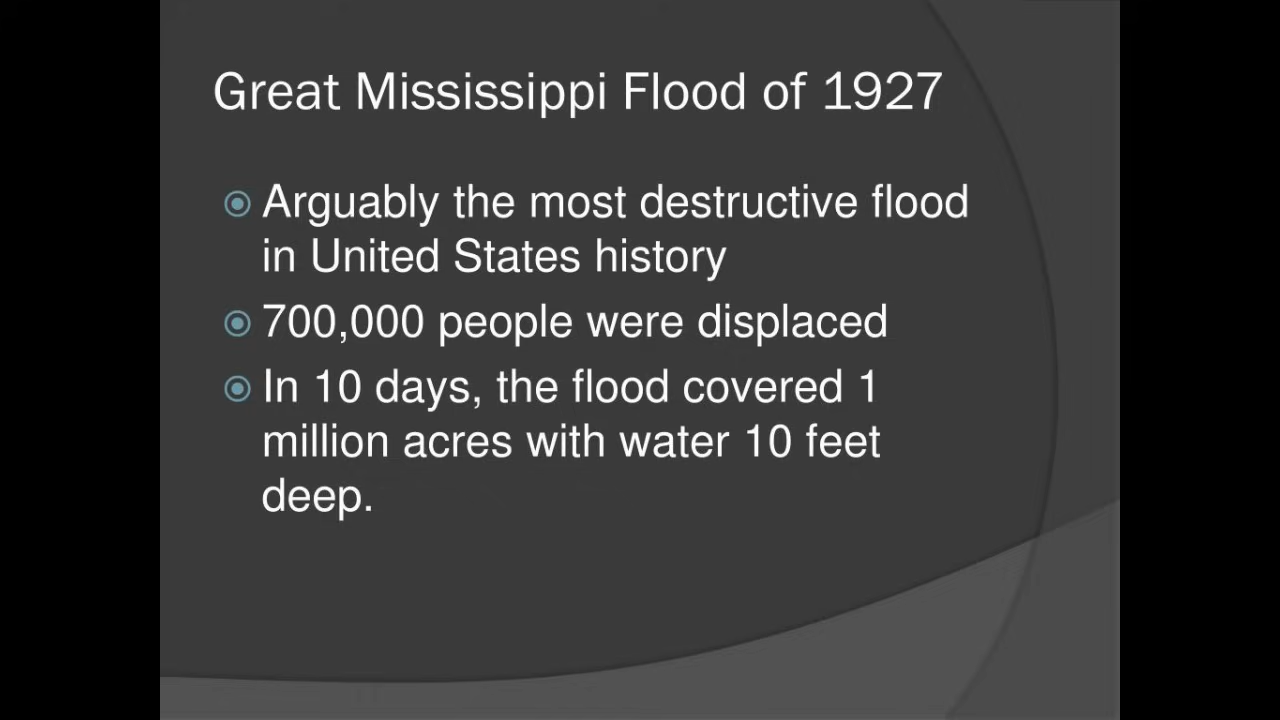 Great Mississippi Flood of 1927
Arguably the most destructive flood
in United States history
700,000 people were displaced
In 10 days, the flood covered 1
million acres with water 10 feet
deep.